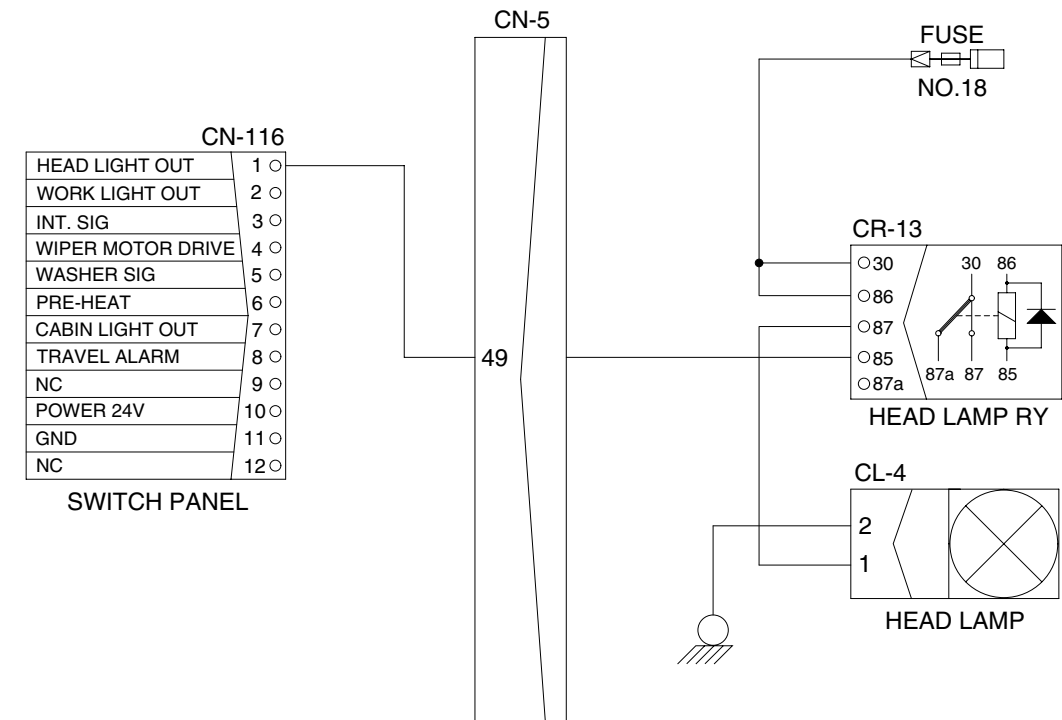 CN-5
FUSE
NO.18
CN-116
HEAD LIGHT OUT 1
WORK LIGHT OUT 2
INT. SIG 3
WIPER MOTOR DRIVE 4
WASHER SIG 5
PRE-HEAT 6
CABIN LIGHT OUT 7
TRAVEL ALARM 8
NC 9
POWER 24V 10
GND 11
NC 12
SWITCH PANEL
49
CR-13
30
86
87
85
87a
30 86
87a 87 85
HEAD LAMP RY
CL-4
2
1
HEAD LAMP